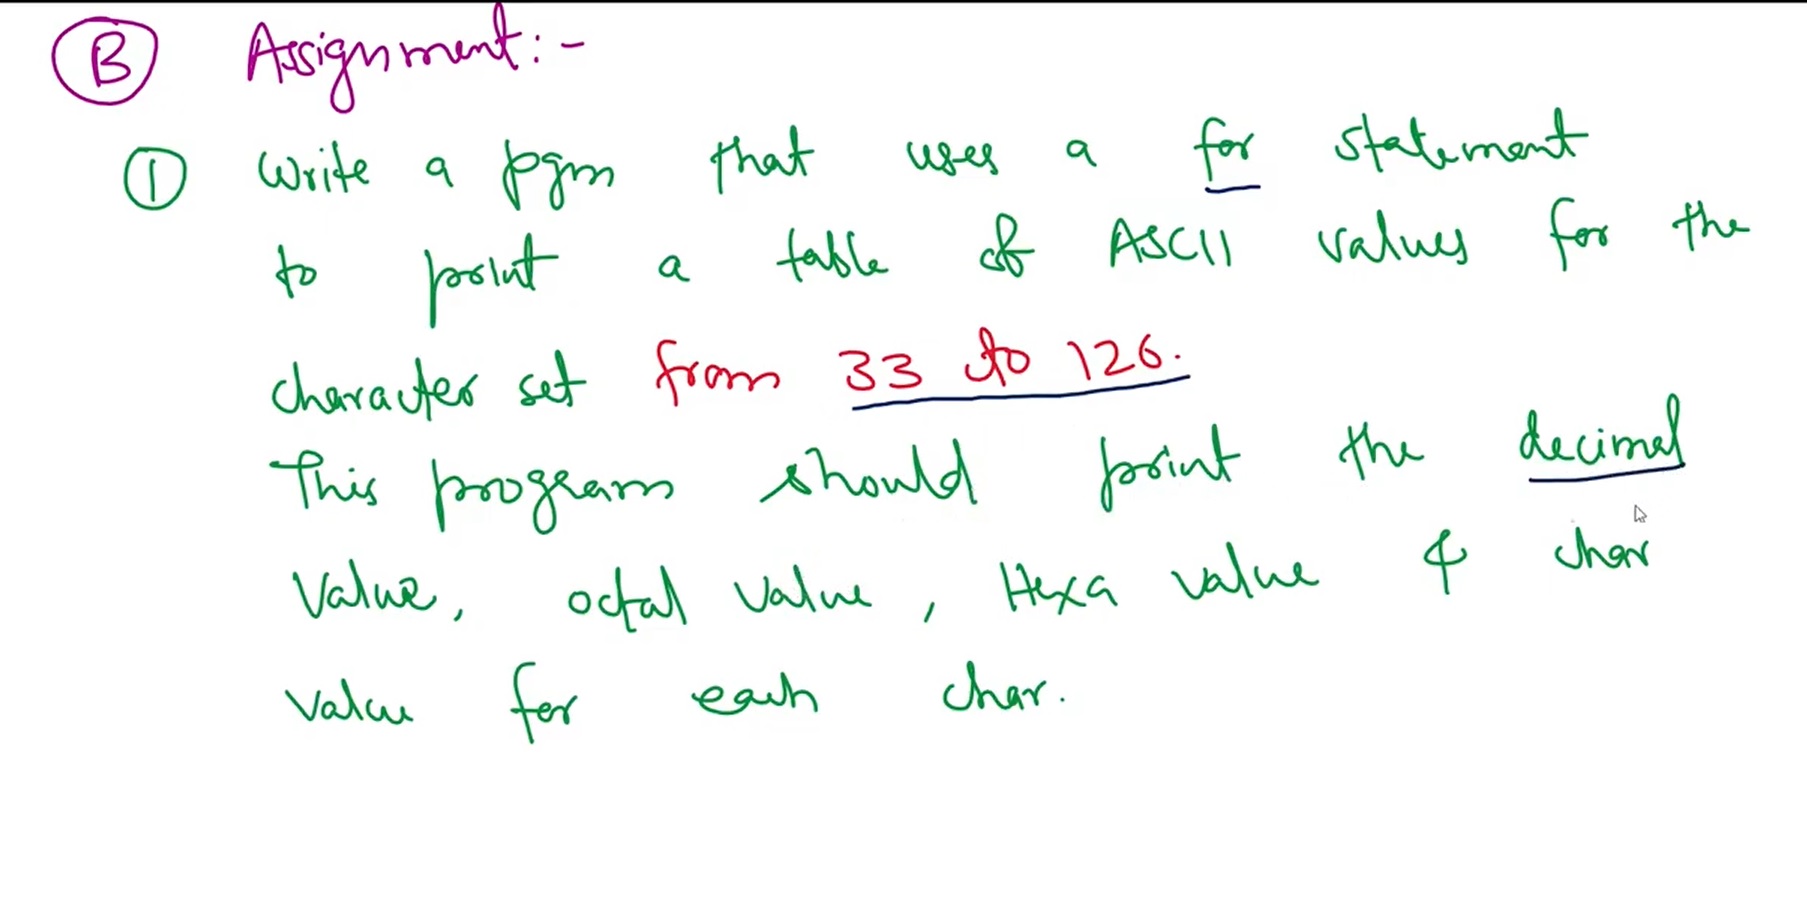 B Assignment:-
1 Write a pgm that uses a for statement
to print a table of ASCII values for the
character set from 33 to 126.
This program should print the decimal
Value, octal value, Hexa value & char
value for each char.